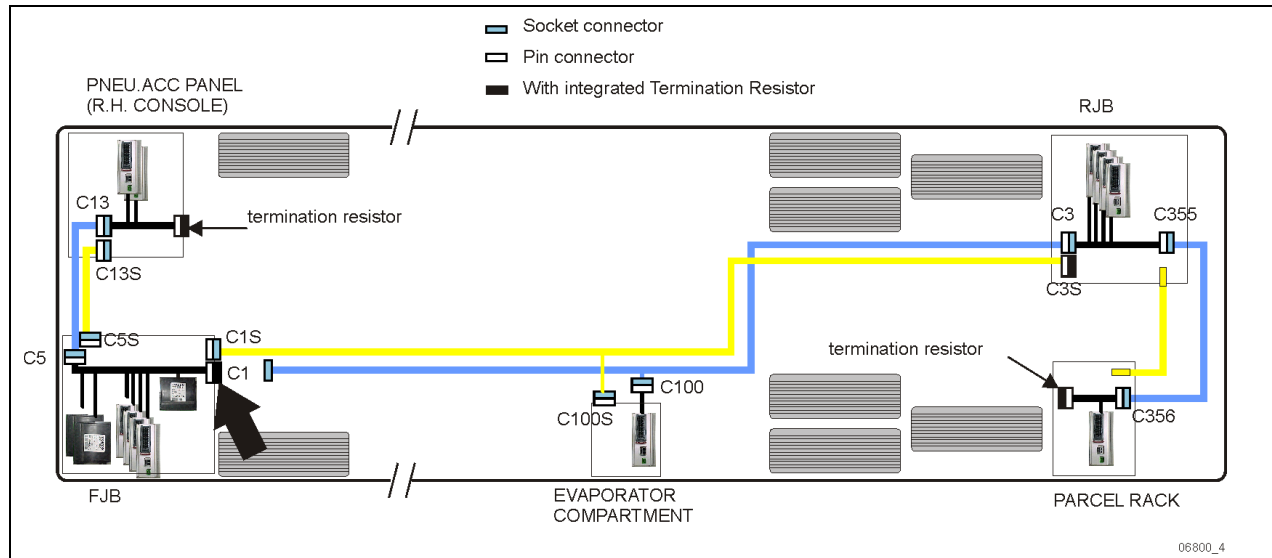 Socket connector
Pin connector
With integrated Termination Resistor
PNEU.ACC PANEL
(R.H. CONSOLE)
RJB
C13
termination resistor
C3
C355
C13S
C3S
C5S
C1S
C5
C1
termination resistor
C100
C100S
C356
FJB
EVAPORATOR
COMPARTMENT
PARCEL RACK
06800_4